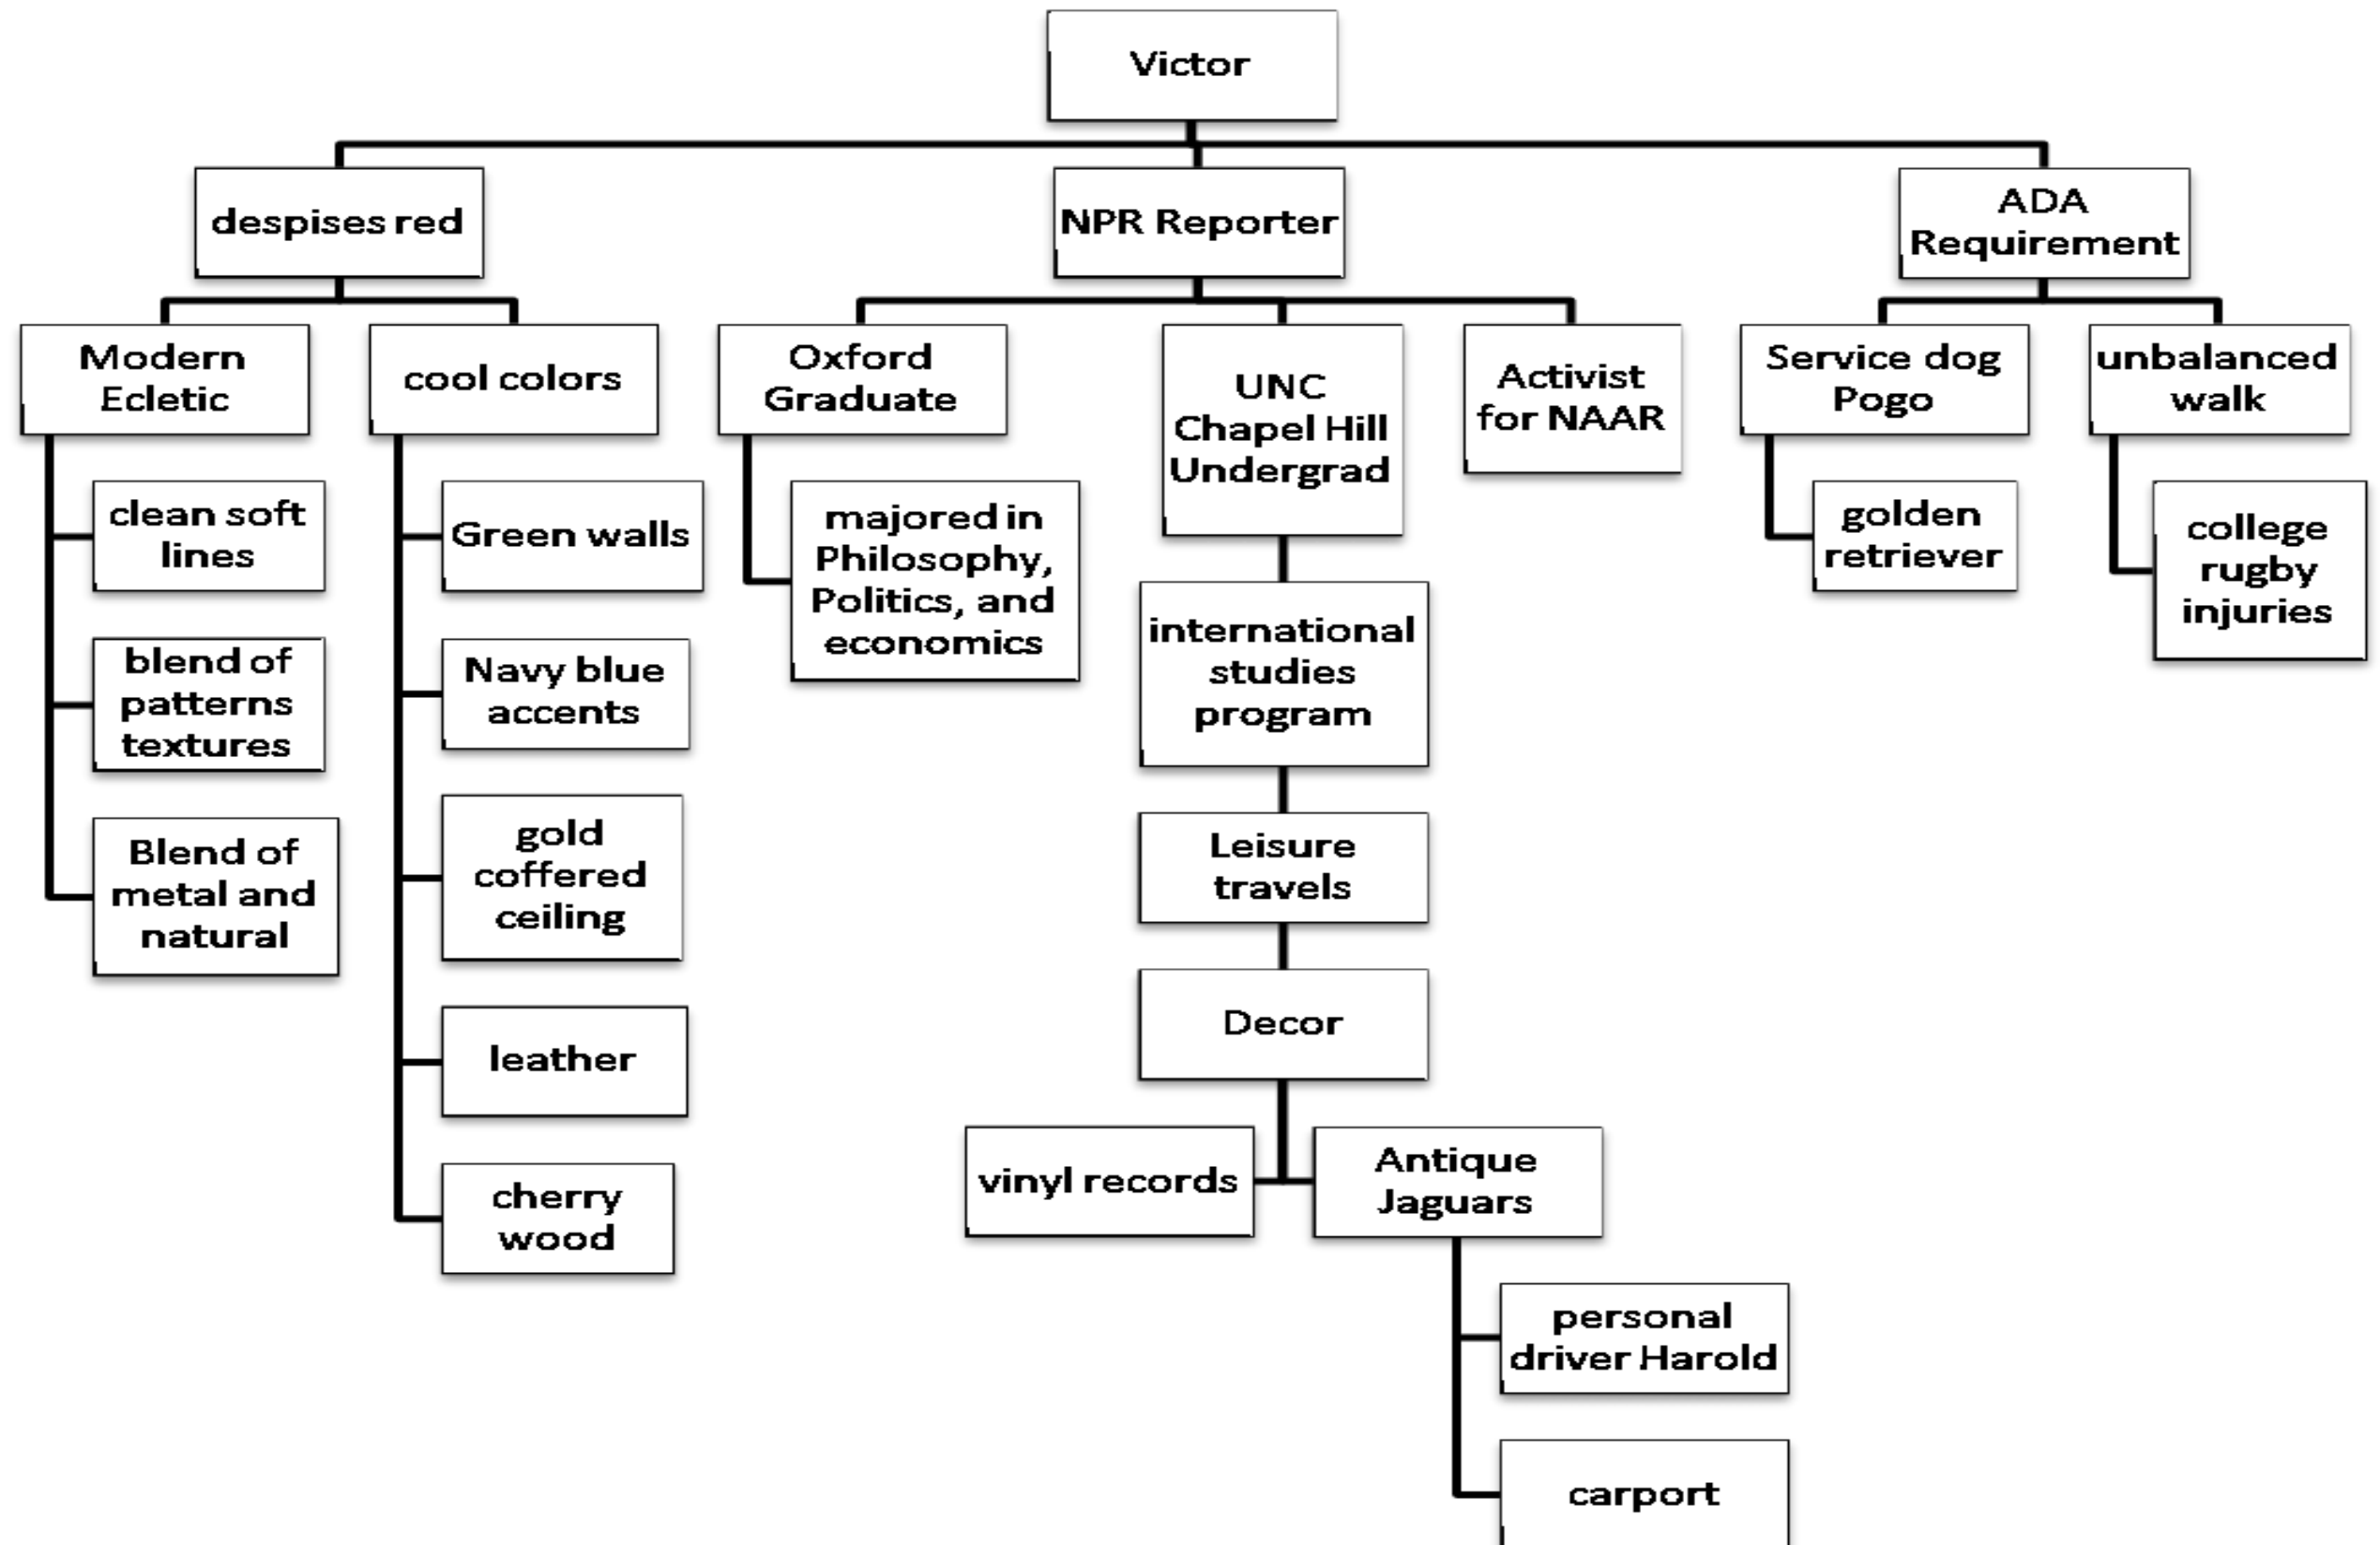 Victor
despises red
NPR Reporter
ADA
Requirement
Modern
Ecletic
cool colors
Oxford
Graduate
UNC
Chapel Hill
Undergrad
Activist
for NAAR
Service dog
Pogo
unbalanced
walk
clean soft
lines
blend of
patterns
textures
Blend of
metal and
natural
Green walls
Navy blue
accents
gold
coffered
ceiling
leather
cherry
wood
majored in
Philosophy,
Politics, and
economics
international
studies
program
Leisure
travels
Decor
vinyl records
Antique
Jaguars
personal
driver Harold
carport
golden
retriever
college
rugby
injuries